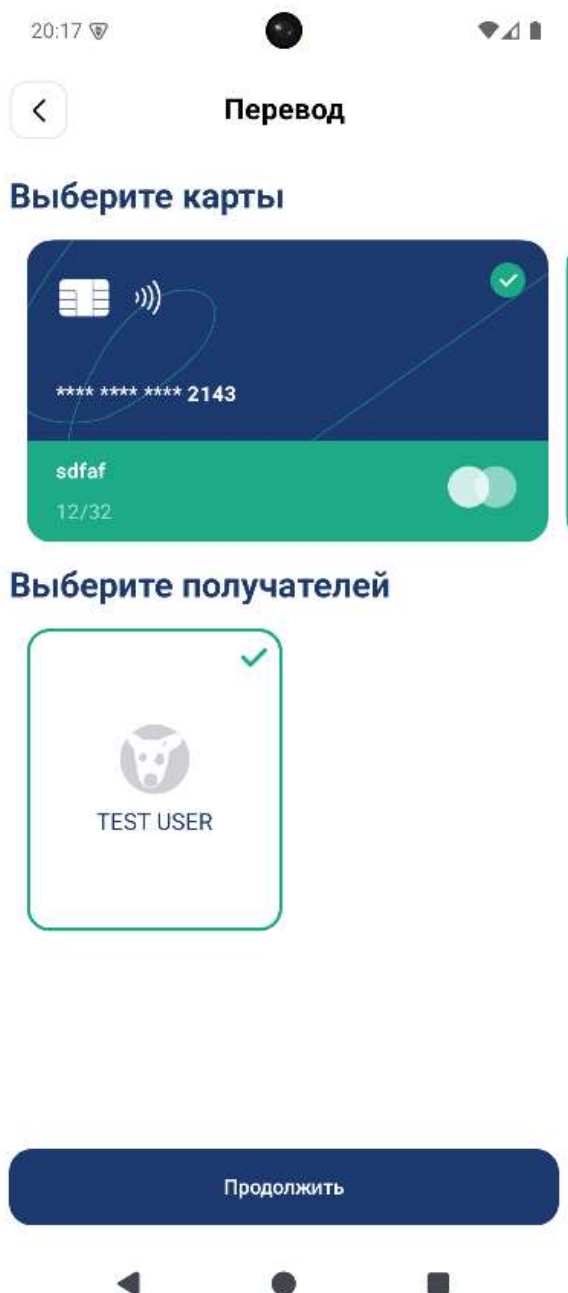 20:17
Перевод
Выберите карты
**** **** **** 2143
sdfaf
12/32
Выберите получателей
TEST USER
Продолжить